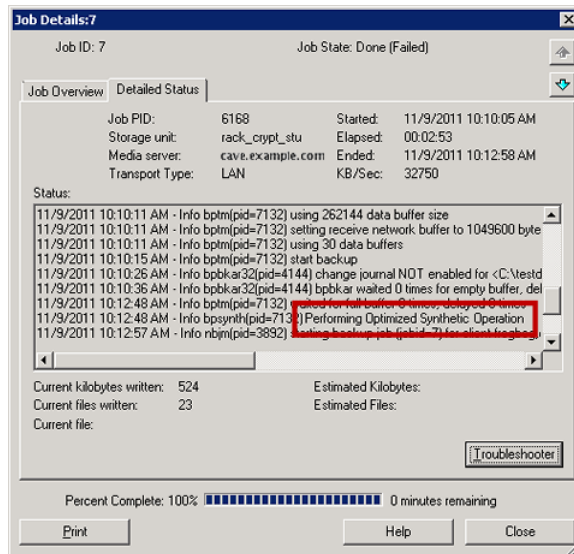 Job Details:7
Job ID: 7 Job State: Done (Failed)
Job Overview Detailed Status
Job PID: 6168 Started: 11/9/2011 10:10:05 AM
Storage unit: rack_crypt_stu Elapsed: 00:02:53
Media server: cave.example.com Ended: 11/9/2011 10:12:58 AM
Transport Type: LAN KB/Sec: 32750
Status:
11/9/2011 10:10:11 AM - Info bptm(pid=7132) using 262144 data buffer size
11/9/2011 10:10:11 AM - Info bptm(pid=7132) setting receive network buffer to 1049600 byte
11/9/2011 10:10:11 AM - Info bptm(pid=7132) using 30 data buffers
11/9/2011 10:10:15 AM - Info bptm(pid=7132) start backup
11/9/2011 10:10:26 AM - Info bpbkar32(pid=4144) change journal NOT enabled for <C:\testd
11/9/2011 10:10:36 AM - Info bpbkar32(pid=4144) bpbkar waited 0 times for empty buffer, del
11/9/2011 10:12:48 AM - Info bptm(pid=7132) waited for full buffer 0 times, delayed 0 times
11/9/2011 10:12:48 AM - Info bpsynth(pid=7132) Performing Optimized Synthetic Operation
11/9/2011 10:12:57 AM - Info nbjm(pid=3892) starting backup job (jobid=7) for client
Current kilobytes written: 524 Estimated Kilobytes:
Current files written: 23 Estimated Files:
Current file:
Troubleshooter
Percent Complete: 100% 0 minutes remaining
Print Help Close